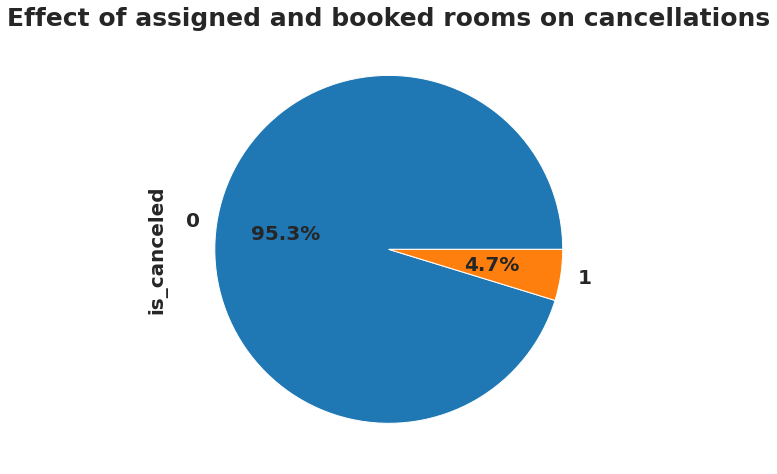 Effect of assigned and booked rooms on cancellations
is_canceled
0
95.3%
4.7%
1